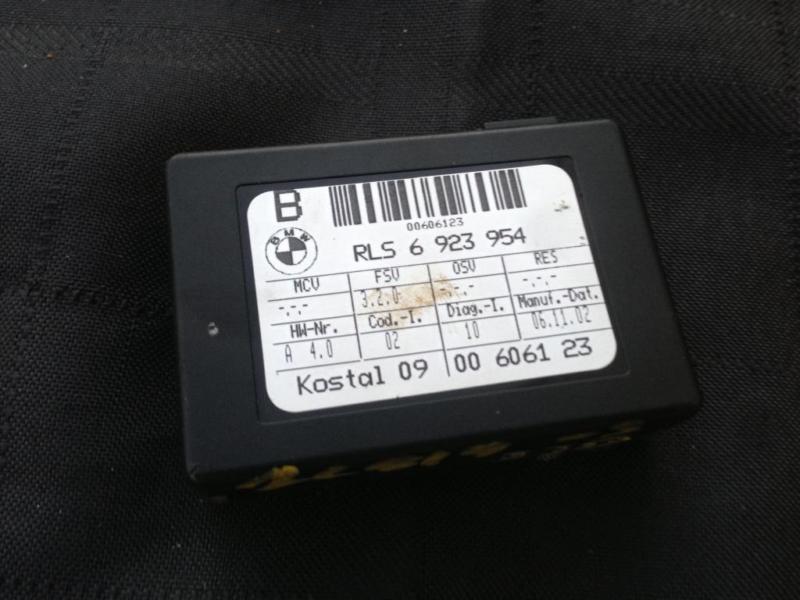 B
00606123
BMW
RLS 6 923 954
MCV FSV OSV RES
-.-.- 3.2.0 -.-.-
HW-Nr. Cod.-I. Diag.-I. Manuf.-Dat.
A 4.0 02 10 06.11.02
Kostal 09 00 6061 23